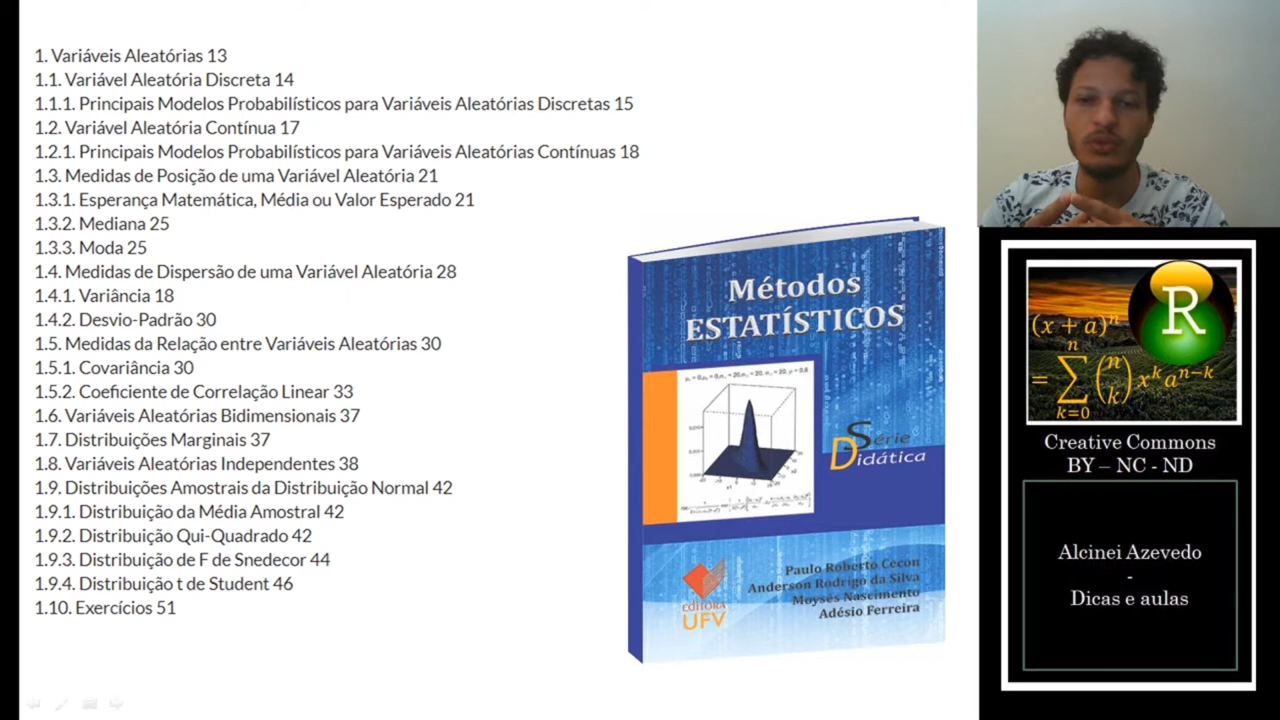 1. Variáveis Aleatórias 13
1.1. Variável Aleatória Discreta 14
1.1.1. Principais Modelos Probabilísticos para Variáveis Aleatórias Discretas 15
1.2. Variável Aleatória Contínua 17
1.2.1. Principais Modelos Probabilísticos para Variáveis Aleatórias Contínuas 18
1.3. Medidas de Posição de uma Variável Aleatória 21
1.3.1. Esperança Matemática, Média ou Valor Esperado 21
1.3.2. Mediana 25
1.3.3. Moda 25
1.4. Medidas de Dispersão de uma Variável Aleatória 28
1.4.1. Variância 18
1.4.2. Desvio-Padrão 30
1.5. Medidas da Relação entre Variáveis Aleatórias 30
1.5.1. Covariância 30
1.5.2. Coeficiente de Correlação Linear 33
1.6. Variáveis Aleatórias Bidimensionais 37
1.7. Distribuições Marginais 37
1.8. Variáveis Aleatórias Independentes 38
1.9. Distribuições Amostrais da Distribuição Normal 42
1.9.1. Distribuição da Média Amostral 42
1.9.2. Distribuição Qui-Quadrado 42
1.9.3. Distribuição de F de Snedecor 44
1.9.4. Distribuição t de Student 46
1.10. Exercícios 51
Métodos
ESTATÍSTICOS
Série
Didática
EDITORA
UFV
Paulo Roberto Cecon
Anderson Rodrigo da Silva
Moysés Nascimento
Adésio Ferreira
R
(x + a)^n
= ∑_{k=0}^{n} (n k) x^k a^{n-k}
Creative Commons
BY – NC - ND
Alcinei Azevedo
-
Dicas e aulas